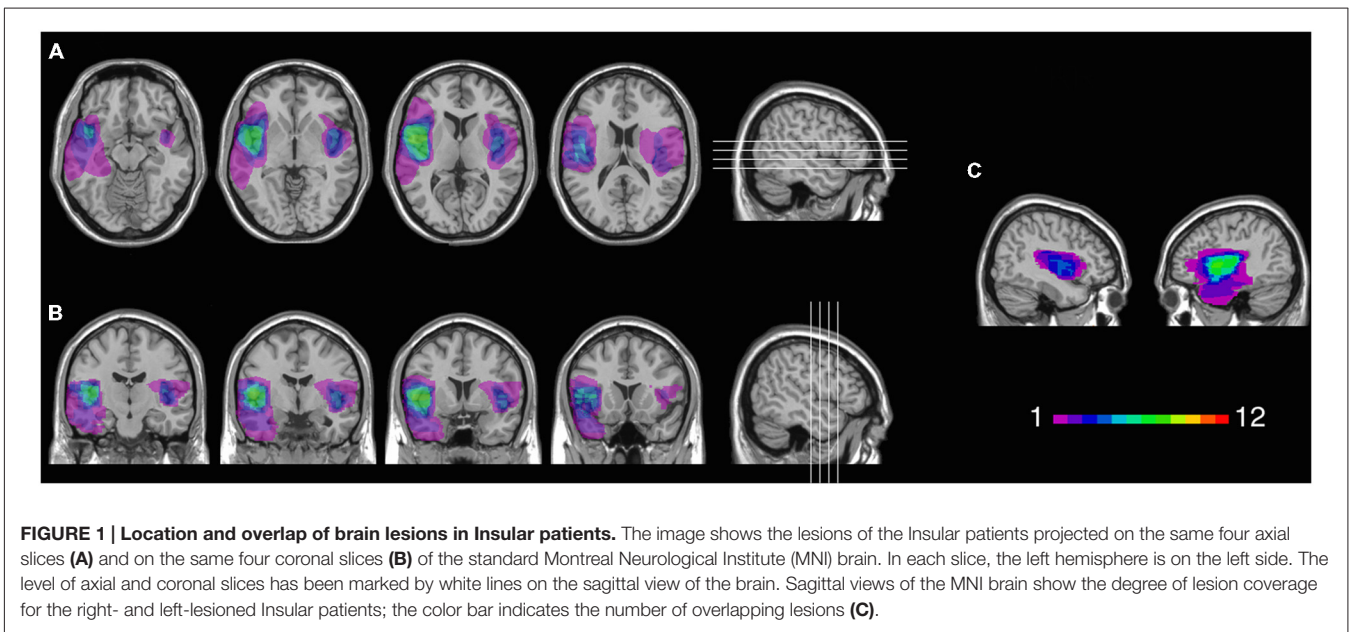 A
C
B
1 12
FIGURE 1 | Location and overlap of brain lesions in Insular patients. The image shows the lesions of the Insular patients projected on the same four axial
slices (A) and on the same four coronal slices (B) of the standard Montreal Neurological Institute (MNI) brain. In each slice, the left hemisphere is on the left side. The
level of axial and coronal slices has been marked by white lines on the sagittal view of the brain. Sagittal views of the MNI brain show the degree of lesion coverage
for the right- and left-lesioned Insular patients; the color bar indicates the number of overlapping lesions (C).